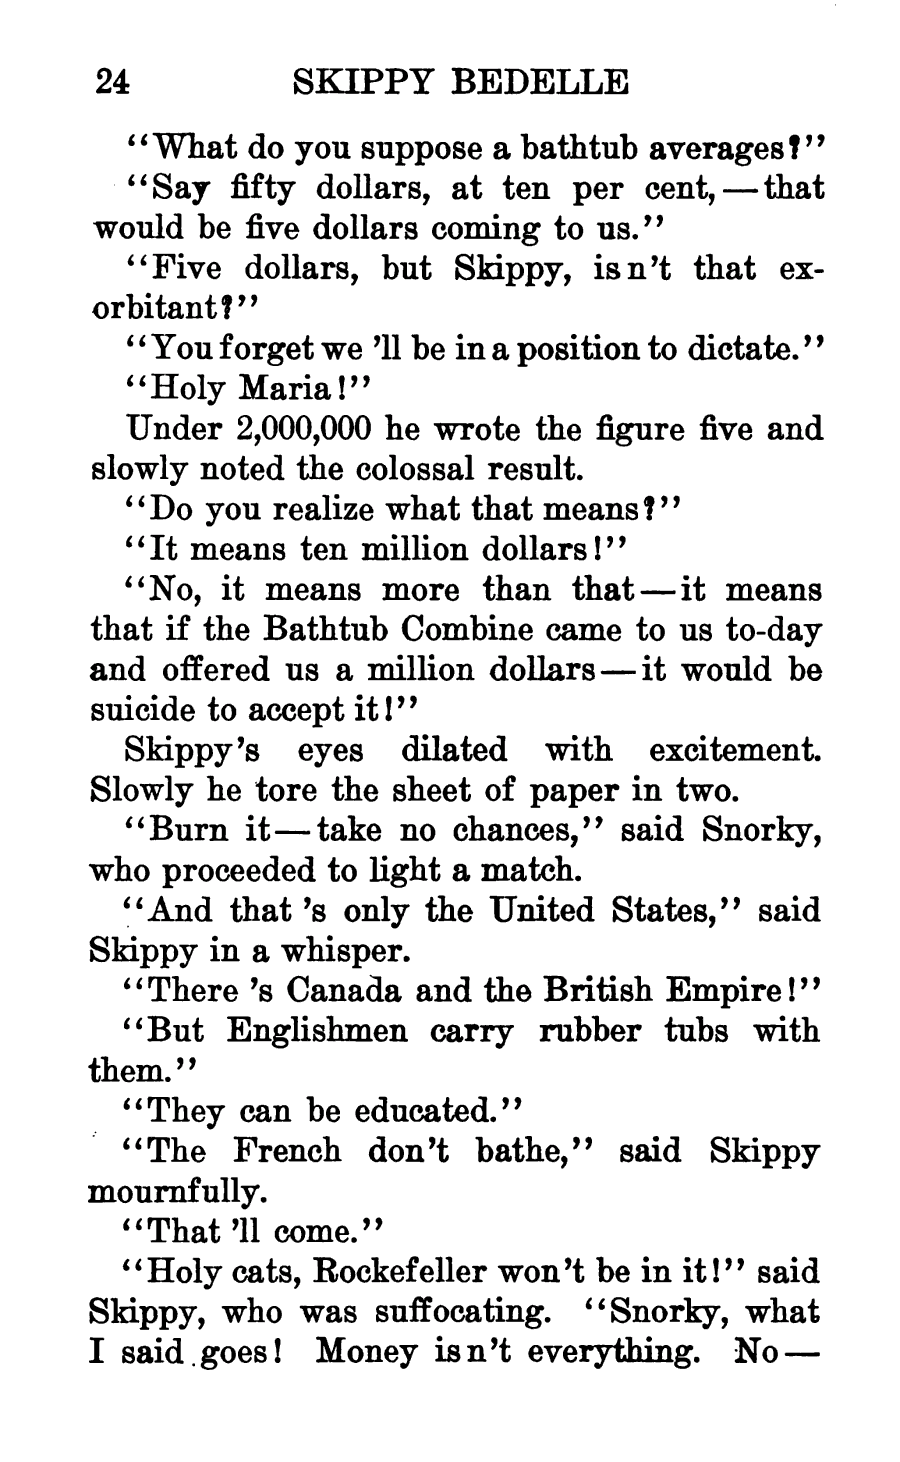 24 SKIPPY BEDELLE
"What do you suppose a bathtub averages?"
"Say fifty dollars, at ten per cent,—that
would be five dollars coming to us."
"Five dollars, but Skippy, isn't that ex-
orbitant?"
"You forget we 'll be in a position to dictate."
"Holy Maria!"
Under 2,000,000 he wrote the figure five and
slowly noted the colossal result.
"Do you realize what that means?"
"It means ten million dollars!"
"No, it means more than that—it means
that if the Bathtub Combine came to us to-day
and offered us a million dollars—it would be
suicide to accept it!"
Skippy's eyes dilated with excitement.
Slowly he tore the sheet of paper in two.
"Burn it—take no chances," said Snorky,
who proceeded to light a match.
"And that 's only the United States," said
Skippy in a whisper.
"There 's Canada and the British Empire!"
"But Englishmen carry rubber tubs with
them."
"They can be educated."
"The French don't bathe," said Skippy
mournfully.
"That 'll come."
"Holy cats, Rockefeller won't be in it!" said
Skippy, who was suffocating. "Snorky, what
I said goes! Money isn't everything. No—